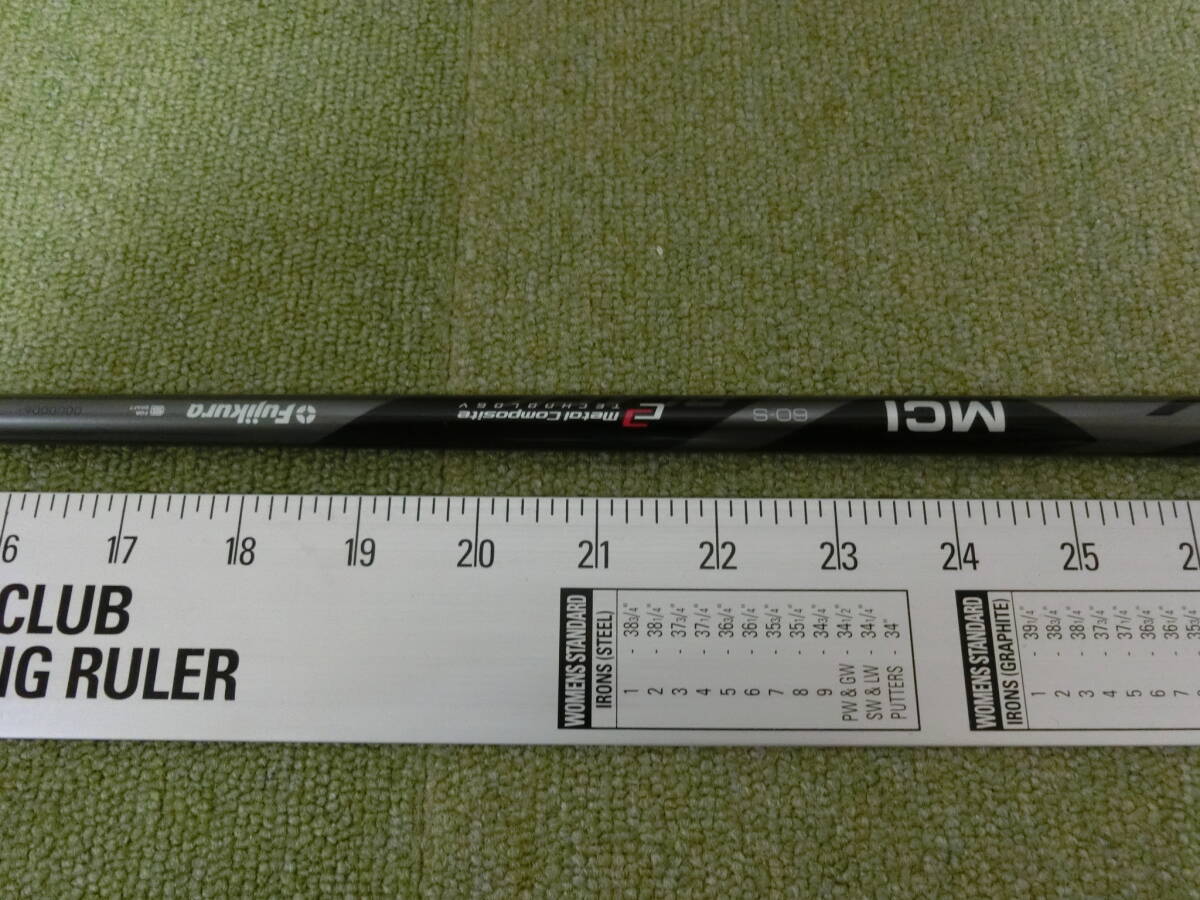 MCI
60-S
metal Composite
TECHNOLOGY
Fujikura
6 17 18 19 20 21 22 23 24 25 2
CLUB
NG RULER
WOMENS STANDARD
IRONS (STEEL)
1 - 38 3/4"
2 - 38 1/4"
3 - 37 3/4"
4 - 37 1/4"
5 - 36 3/4"
6 - 36 1/4"
7 - 35 3/4"
8 - 35 1/4"
9 - 34 3/4"
PW & GW - 34 1/2"
SW & LW - 34 1/4"
PUTTERS - 34"
WOMENS STANDARD
IRONS (GRAPHITE)
1 - 39 1/4"
2 - 38 3/4"
3 - 38 1/4"
4 - 37 3/4"
5 - 37 1/4"
6 - 36 3/4"
7 - 36 1/4"
35 3/4"